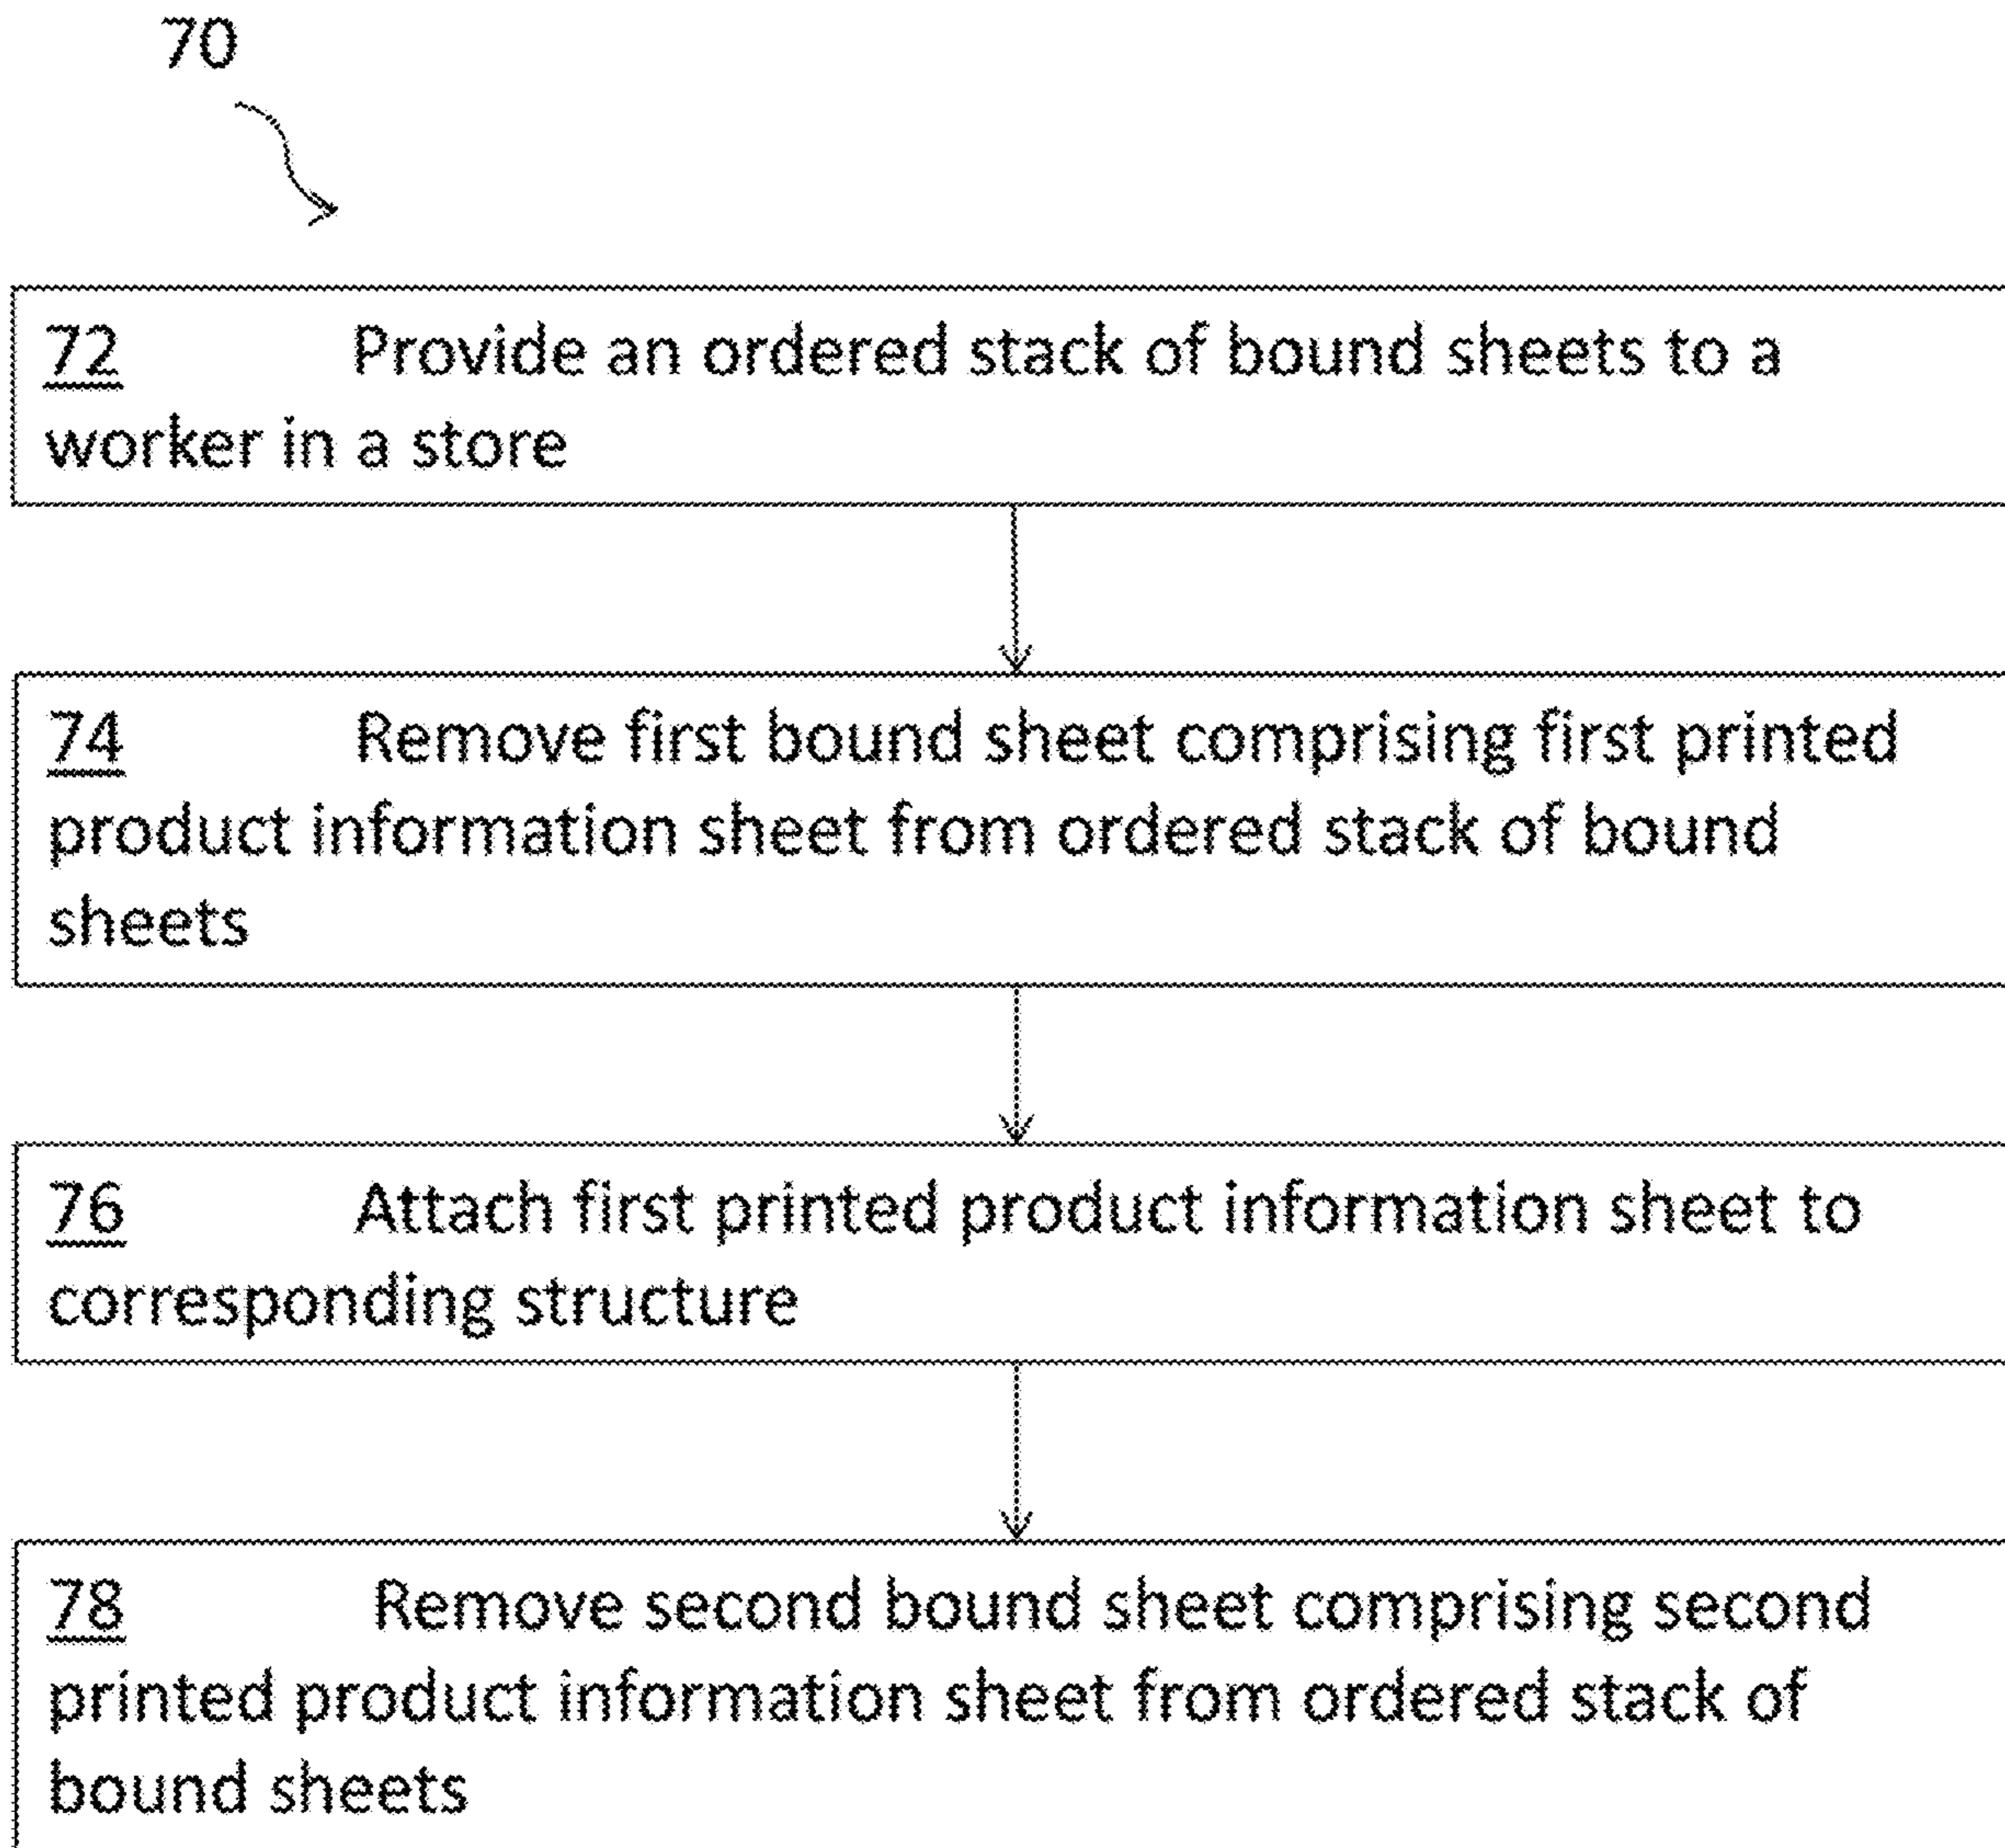 70
72 Provide an ordered stack of bound sheets to a
worker in a store
74 Remove first bound sheet comprising first printed
product information sheet from ordered stack of bound
sheets
76 Attach first printed product information sheet to
corresponding structure
78 Remove second bound sheet comprising second
printed product information sheet from ordered stack of
bound sheets